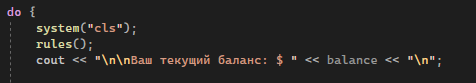 do {
system("cls");
rules();
cout << "\n\nВаш текущий баланс: $ " << balance << "\n";